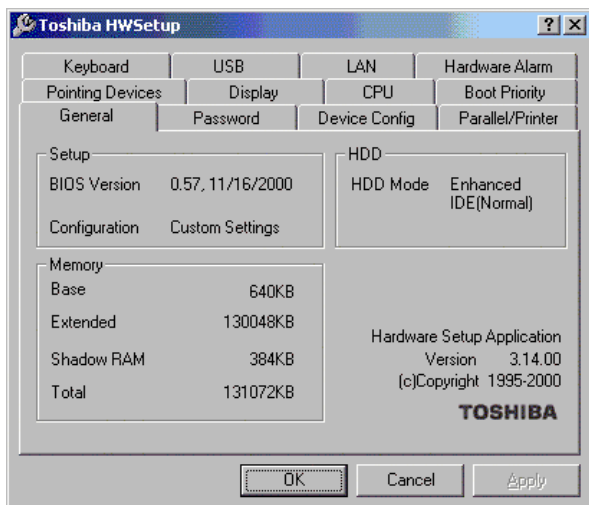 Toshiba HWSetup
Keyboard USB LAN Hardware Alarm
Pointing Devices Display CPU Boot Priority
General Password Device Config Parallel/Printer
Setup
BIOS Version 0.57, 11/16/2000
Configuration Custom Settings
HDD
HDD Mode Enhanced
IDE(Normal)
Memory
Base 640KB
Extended 130048KB
Shadow RAM 384KB
Total 131072KB
Hardware Setup Application
Version 3.14.00
(c)Copyright 1995-2000
TOSHIBA
OK Cancel Apply